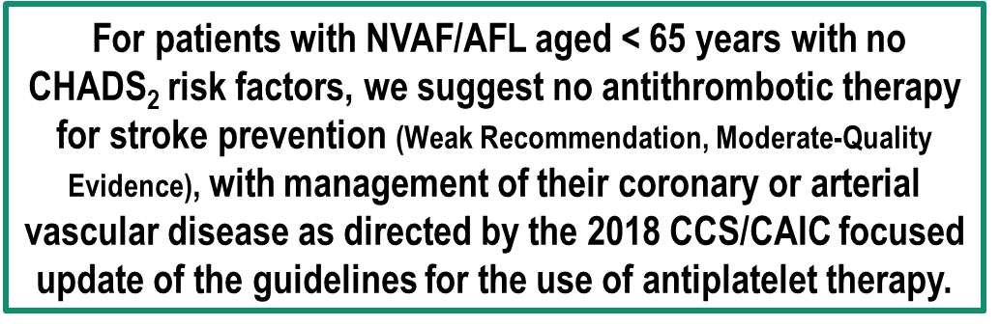 For patients with NVAF/AFL aged < 65 years with no
CHADS₂ risk factors, we suggest no antithrombotic therapy
for stroke prevention (Weak Recommendation, Moderate-Quality
Evidence), with management of their coronary or arterial
vascular disease as directed by the 2018 CCS/CAIC focused
update of the guidelines for the use of antiplatelet therapy.